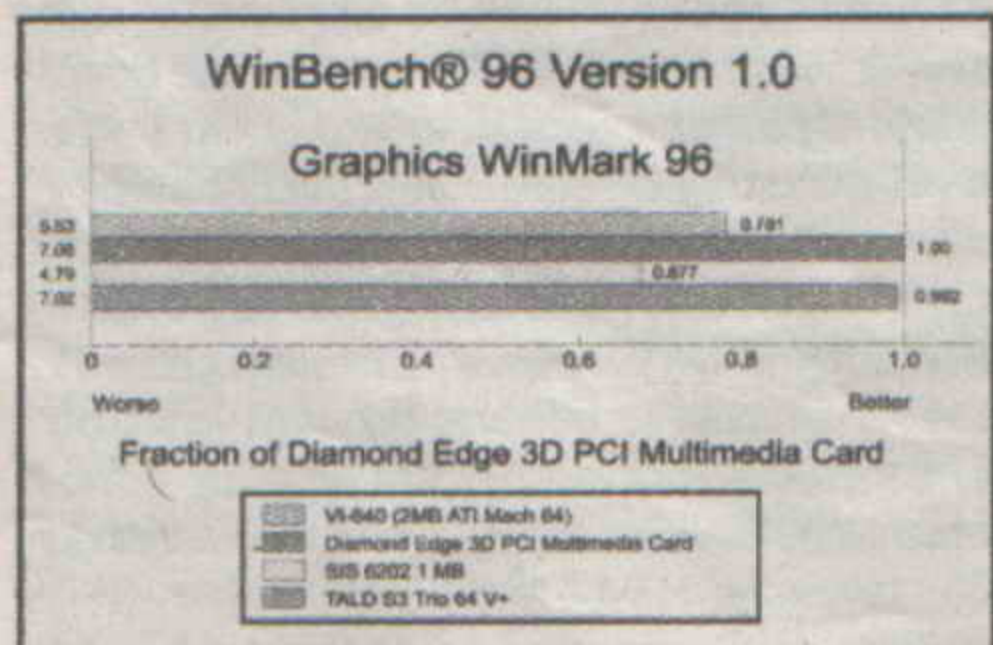 WinBench® 96 Version 1.0
Graphics WinMark 96
5.53 0.781
7.08 1.00
4.79 0.677
7.02 0.992
0 0.2 0.4 0.6 0.8 1.0
Worse Better
Fraction of Diamond Edge 3D PCI Multimedia Card
VI-640 (2MB ATI Mach 64)
Diamond Edge 3D PCI Multimedia Card
SIS 6202 1 MB
TALD S3 Trio 64 V+